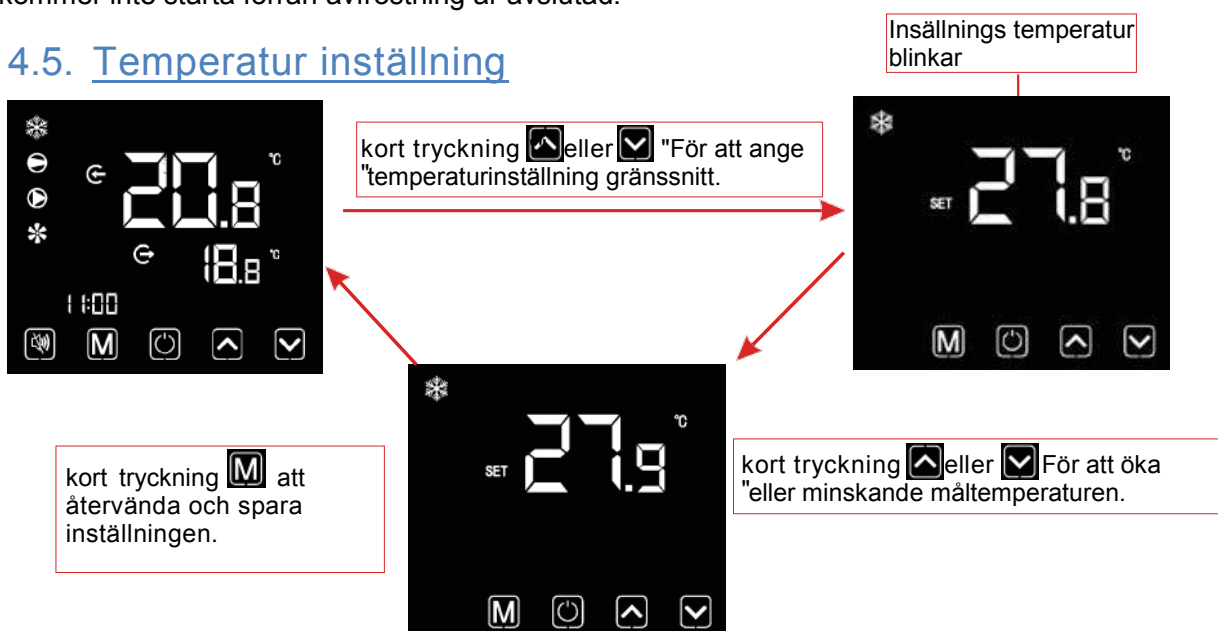 kommer inte starta förrän avfrostning är avslutad.
4.5. Temperatur inställning
Insällnings temperatur
blinkar
kort tryckning eller "För att ange
"temperaturinställning gränssnitt.
20.8 °C
18.8 °C
11:00
M
SET 27.8 °C
M
kort tryckning M att
återvända och spara
inställningen.
SET 27.9 °C
M
kort tryckning eller För att öka
"eller minskande måltemperaturen.